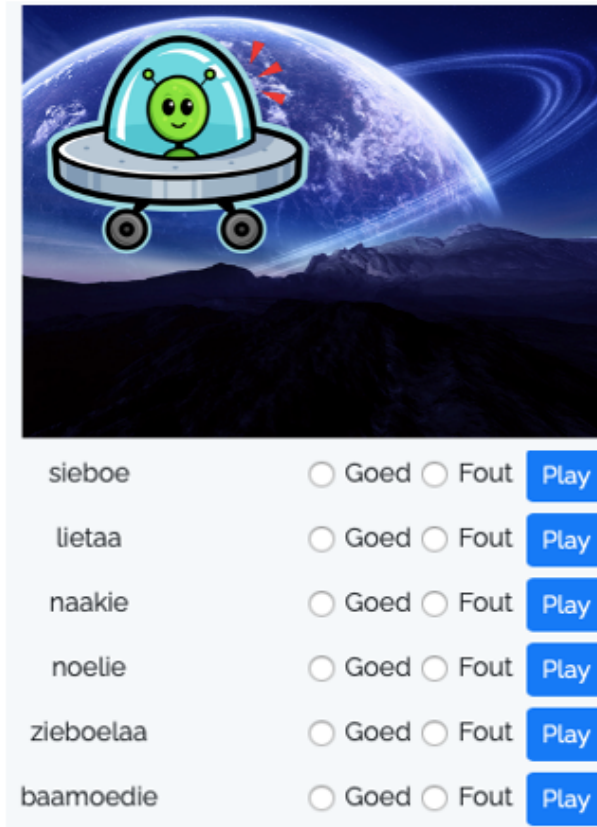 sieboe Goed Fout Play
lietaa Goed Fout Play
naakie Goed Fout Play
noelie Goed Fout Play
zieboelaa Goed Fout Play
baamoedie Goed Fout Play